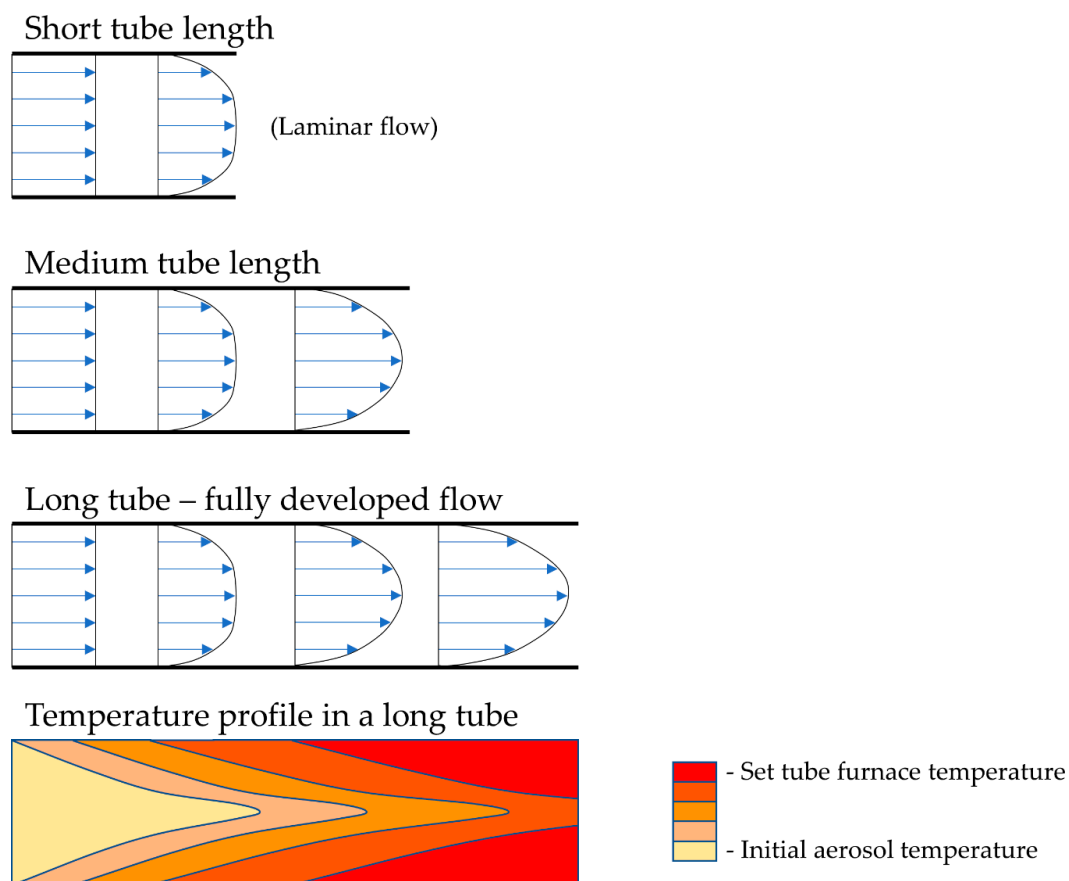 Short tube length
(Laminar flow)
Medium tube length
Long tube – fully developed flow
Temperature profile in a long tube
- Set tube furnace temperature
- Initial aerosol temperature